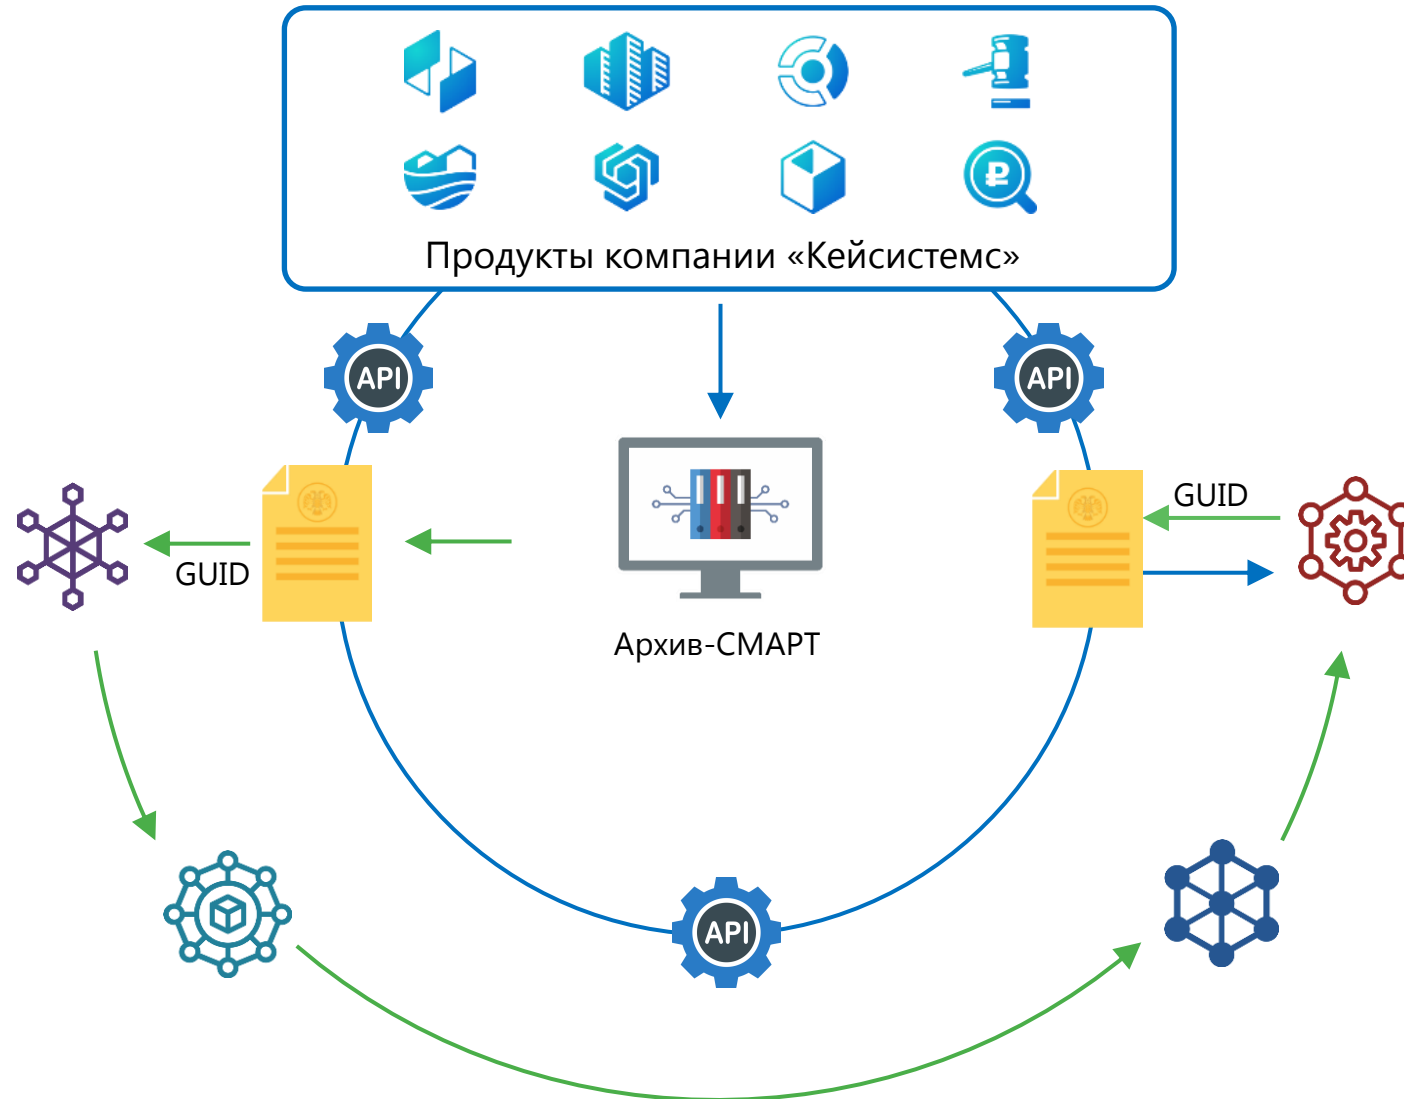 Продукты компании «Кейсистемс»
API
API
GUID
GUID
Архив-СМАРТ
API